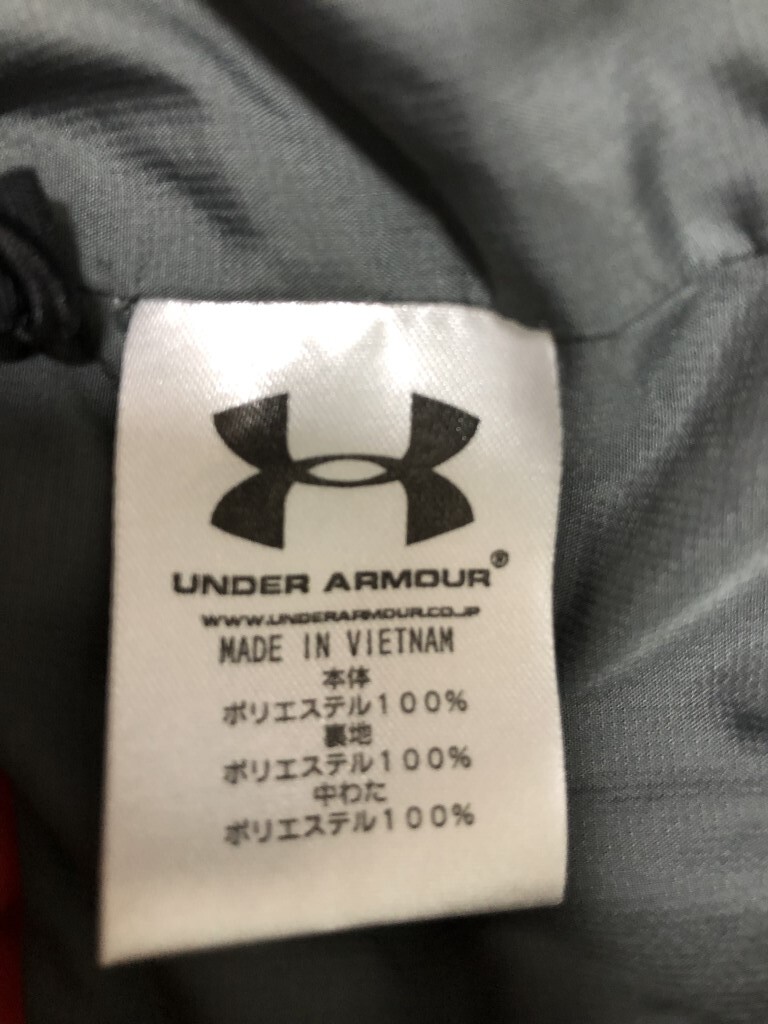 UNDER ARMOUR®
WWW.UNDERARMOUR.CO.JP
MADE IN VIETNAM
本体
ポリエステル100%
裏地
ポリエステル100%
中わた
ポリエステル100%